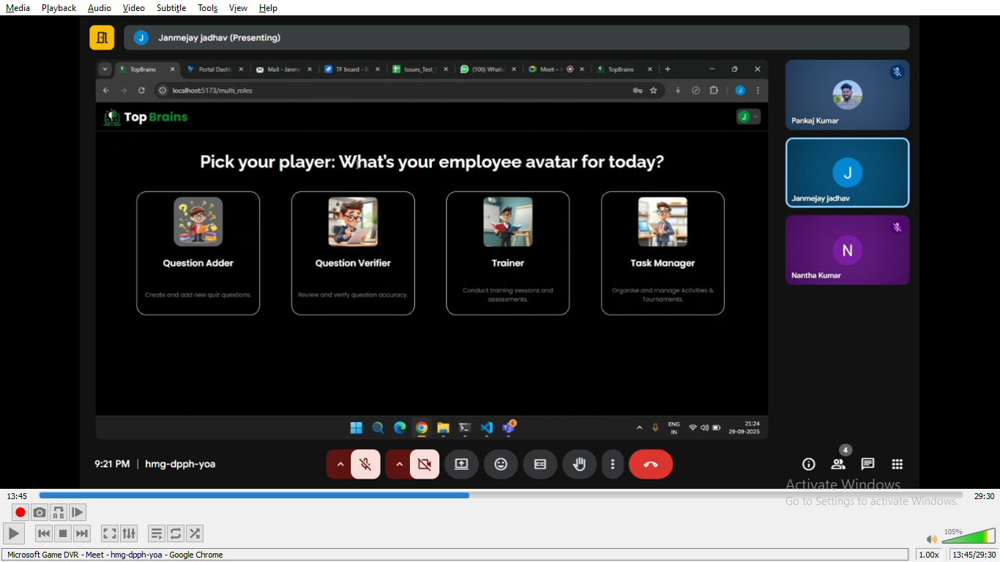 Media Playback Audio Video Subtitle Tools View Help
J Janmejay jadhav (Presenting)
TopBrains Portal Dash Mail - Janme TF board - Issues_Test_ (106) Whats Meet – TopBrains
localhost:5173/multi_roles J
TopBrains J
Pick your player: What's your employee avatar for today?
Question Adder
Create and add new quiz questions.
Question Verifier
Review and verify question accuracy.
Trainer
Conduct training sessions and
assessments.
Task Manager
Organise and manage Activities &
Tournaments.
6
ENG
IN
21:24
29-09-2025
Pankaj Kumar
J
Janmejay jadhav
N
Nantha Kumar
9:21 PM | hmg-dpph-yoa
CC
4
Activate Windows
Go to Settings to activate Windows.
13:45 29:30
A B
105%
Microsoft Game DVR - Meet - hmg-dpph-yoa - Google Chrome
1.00x 13:45/29:30